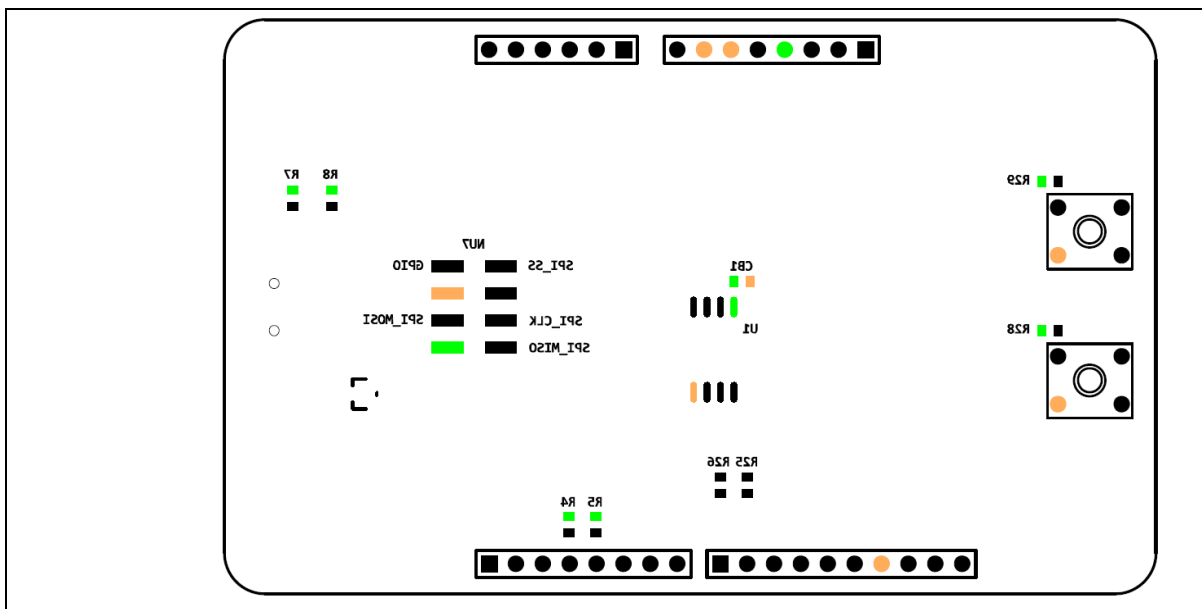 R7
R8
R29
NU7
GPIO
SPI_SS
CB1
SPI_MOSI
SPI_CLK
U1
R28
SPI_MISO
R26
R25
R4
R5